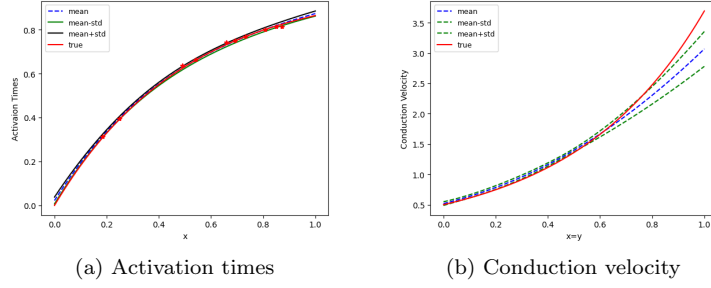 mean
mean-std
mean+std
true
Activaion Times
0.8
0.6
0.4
0.2
0.0
0.0 0.2 0.4 0.6 0.8 1.0
x
(a) Activation times
mean
mean-std
mean+std
true
Conduction Velocity
3.5
3.0
2.5
2.0
1.5
1.0
0.5
0.0 0.2 0.4 0.6 0.8 1.0
x=y
(b) Conduction velocity